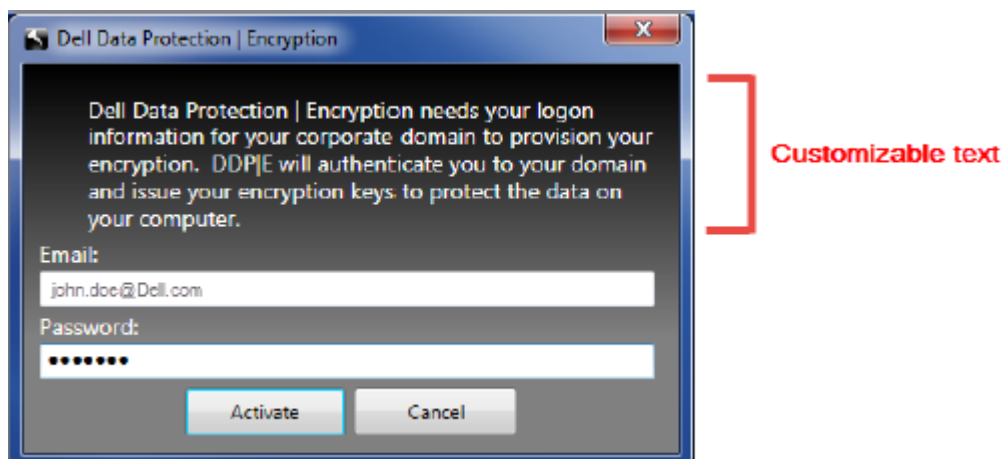 Dell Data Protection | Encryption
Dell Data Protection | Encryption needs your logon
information for your corporate domain to provision your
encryption.  DDP|E will authenticate you to your domain
and issue your encryption keys to protect the data on
your computer.
Customizable text
Email:
john.doe@Dell.com
Password:
•••••••
Activate
Cancel